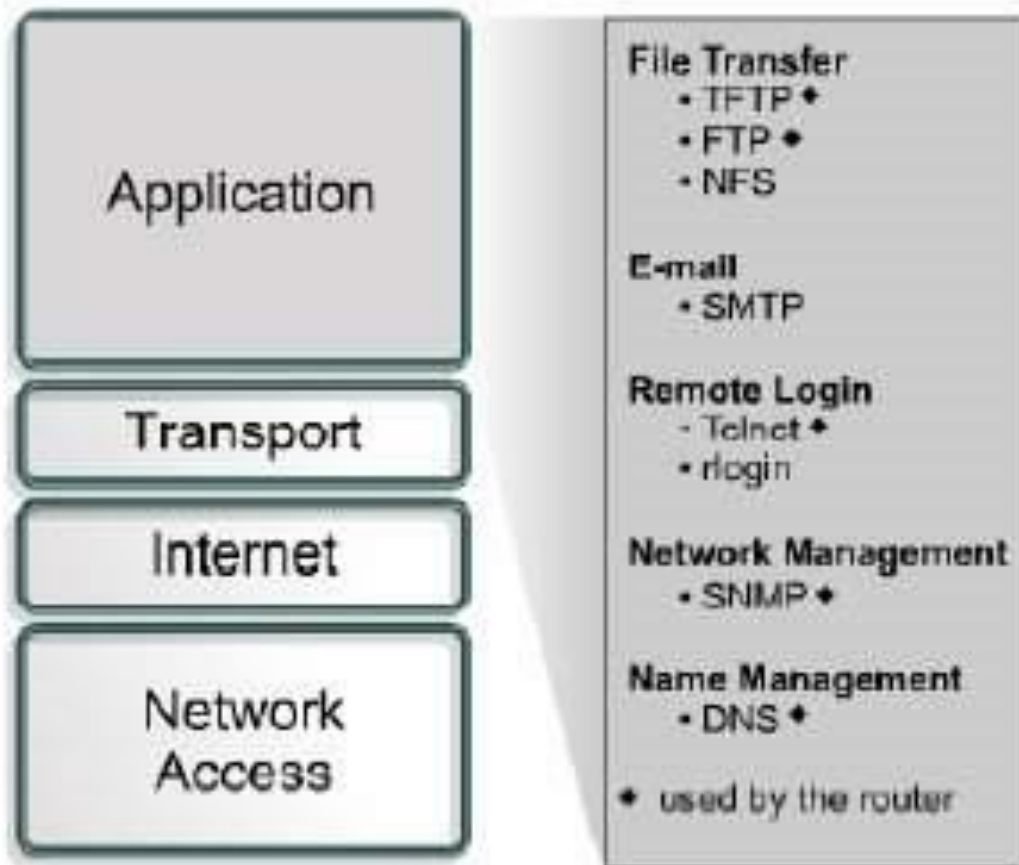 Application
Transport
Internet
Network
Access
File Transfer
• TFTP ◆
• FTP ◆
• NFS
E-mail
• SMTP
Remote Login
- Telnet ◆
• rlogin
Network Management
• SNMP ◆
Name Management
• DNS ◆
◆ used by the router